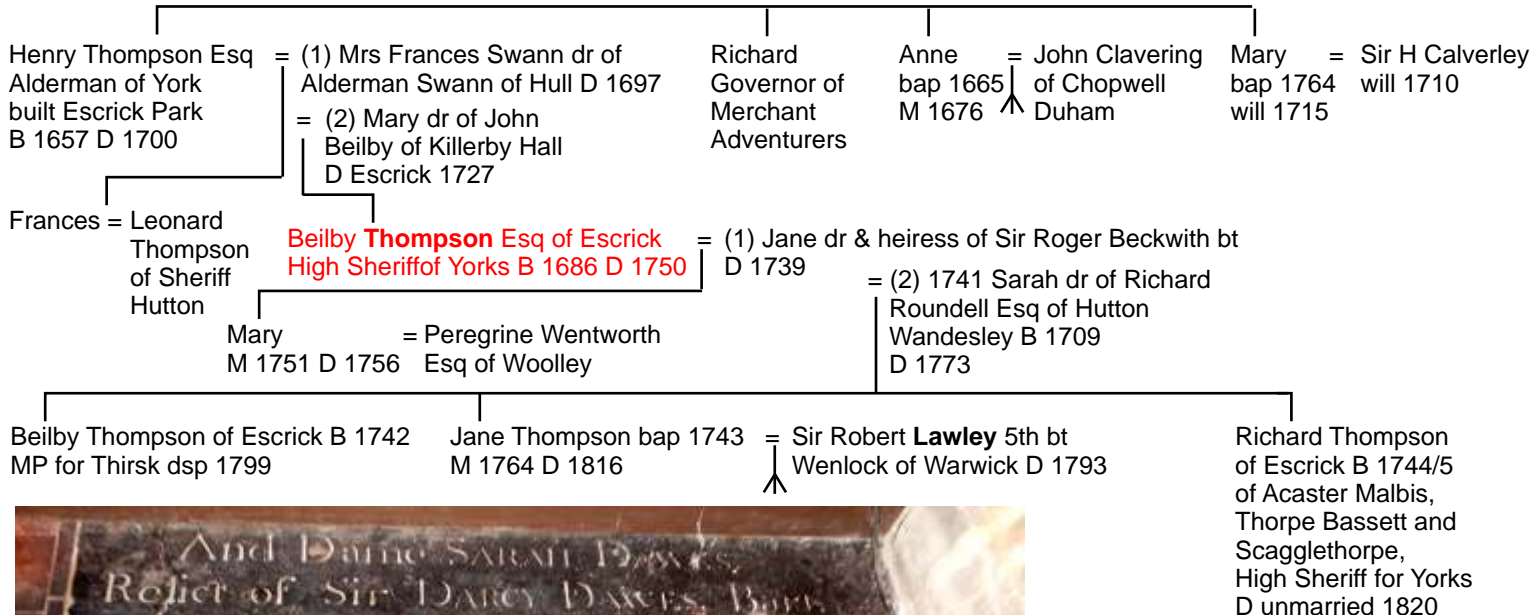 Henry Thompson Esq
Alderman of York
built Escrick Park
B 1657 D 1700
= (1) Mrs Frances Swann dr of
Alderman Swann of Hull D 1697
= (2) Mary dr of John
Beilby of Killerby Hall
D Escrick 1727
Richard
Governor of
Merchant
Adventurers
Anne
bap 1665
M 1676
= John Clavering
of Chopwell
Duham
Mary
bap 1764
will 1715
= Sir H Calverley
will 1710
Frances = Leonard
Thompson
of Sheriff
Hutton
Beilby Thompson Esq of Escrick
High Sheriffof Yorks B 1686 D 1750
= (1) Jane dr & heiress of Sir Roger Beckwith bt
D 1739
= (2) 1741 Sarah dr of Richard
Roundell Esq of Hutton
Wandesley B 1709
D 1773
Mary
M 1751 D 1756
= Peregrine Wentworth
Esq of Woolley
Beilby Thompson of Escrick B 1742
MP for Thirsk dsp 1799
Jane Thompson bap 1743
M 1764 D 1816
= Sir Robert Lawley 5th bt
Wenlock of Warwick D 1793
Richard Thompson
of Escrick B 1744/5
of Acaster Malbis,
Thorpe Bassett and
Scagglethorpe,
High Sheriff for Yorks
D unmarried 1820
And Dame SARAH DAWES,
Relict of Sir DARCY DAWES, Bart.